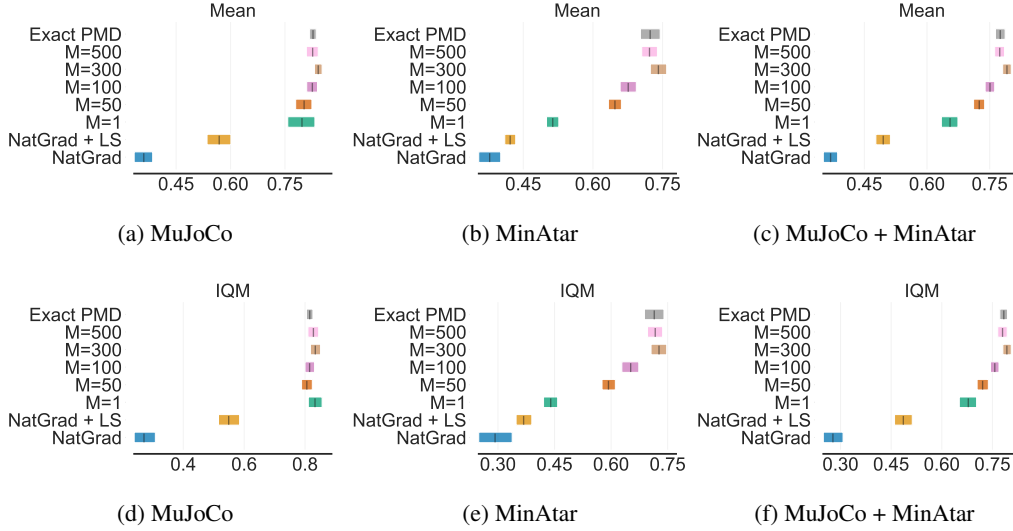 Mean
Exact PMD
M=500
M=300
M=100
M=50
M=1
NatGrad + LS
NatGrad
0.45 0.60 0.75
(a) MuJoCo
Mean
Exact PMD
M=500
M=300
M=100
M=50
M=1
NatGrad + LS
NatGrad
0.45 0.60 0.75
(b) MinAtar
Mean
Exact PMD
M=500
M=300
M=100
M=50
M=1
NatGrad + LS
NatGrad
0.45 0.60 0.75
(c) MuJoCo + MinAtar
IQM
Exact PMD
M=500
M=300
M=100
M=50
M=1
NatGrad + LS
NatGrad
0.4 0.8
(d) MuJoCo
IQM
Exact PMD
M=500
M=300
M=100
M=50
M=1
NatGrad + LS
NatGrad
0.30 0.45 0.60 0.75
(e) MinAtar
IQM
Exact PMD
M=500
M=300
M=100
M=50
M=1
NatGrad + LS
NatGrad
0.30 0.45 0.60 0.75
(f) MuJoCo + MinAtar